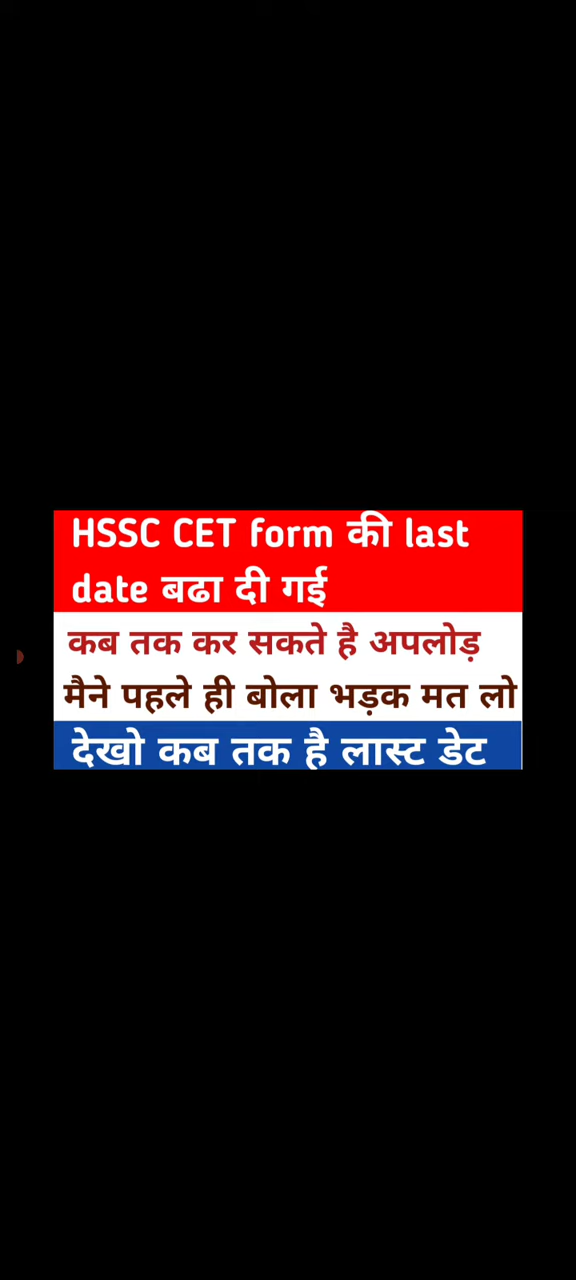 HSSC CET form की last
date बढा दी गई
कब तक कर सकते है अपलोड़
मैने पहले ही बोला भड़क मत लो
देखो कब तक है लास्ट डेट